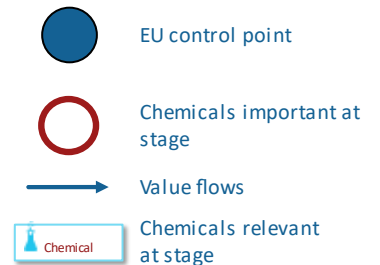 EU control point
Chemicals important at
stage
Value flows
Chemical
Chemicals relevant
at stage